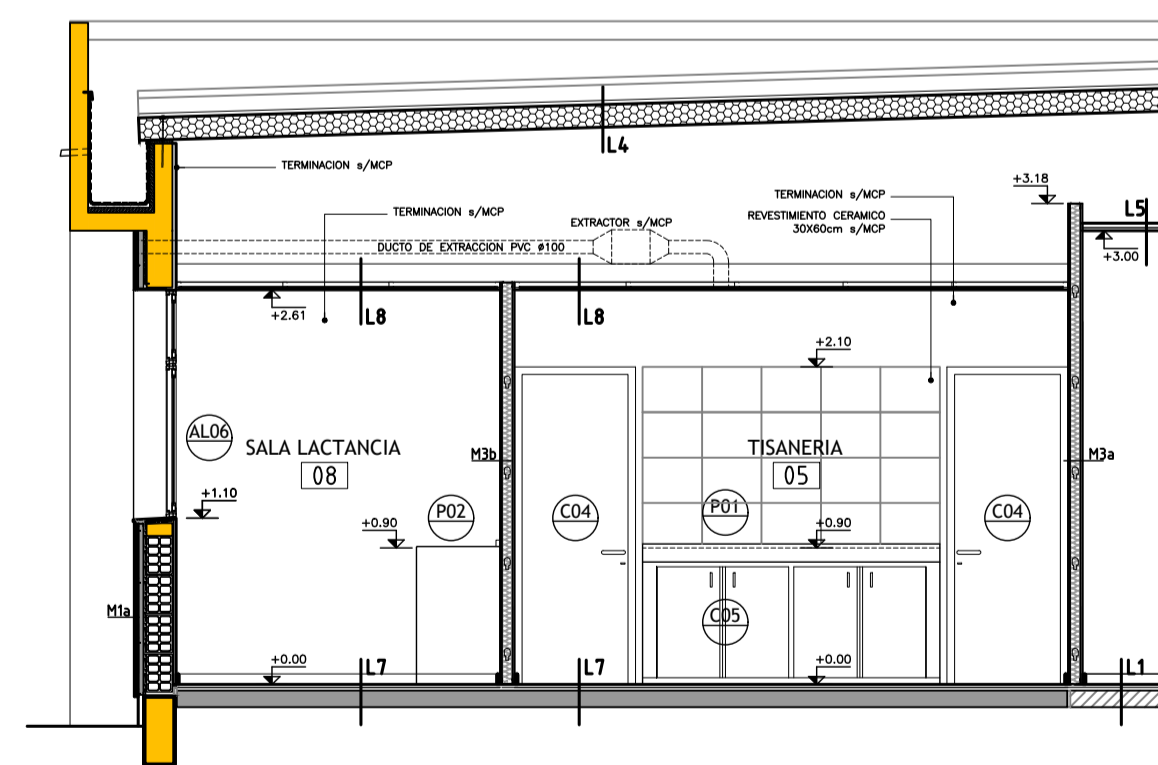 L4
TERMINACION s/MCP
+3.18
TERMINACION s/MCP
TERMINACION s/MCP
L5
REVESTIMIENTO CERAMICO
30X60cm s/MCP
EXTRACTOR s/MCP
DUCTO DE EXTRACCION PVC ø100
+3.00
+2.61
L8
L8
+2.10
AL06
SALA LACTANCIA
08
M3b
TISANERIA
05
M3a
+1.10
P02
C04
P01
C04
+0.90
+0.90
M1a
C05
+0.00
L7
L7
+0.00
L1